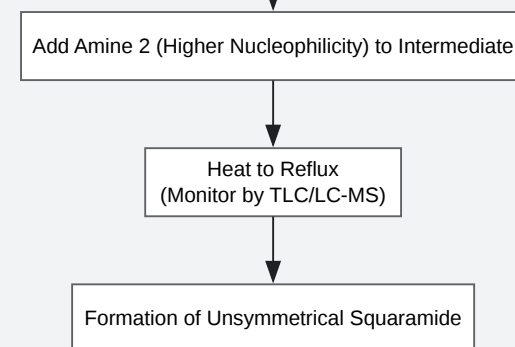 Add Amine 2 (Higher Nucleophilicity) to Intermediate
Heat to Reflux
(Monitor by TLC/LC-MS)
Formation of Unsymmetrical Squaramide